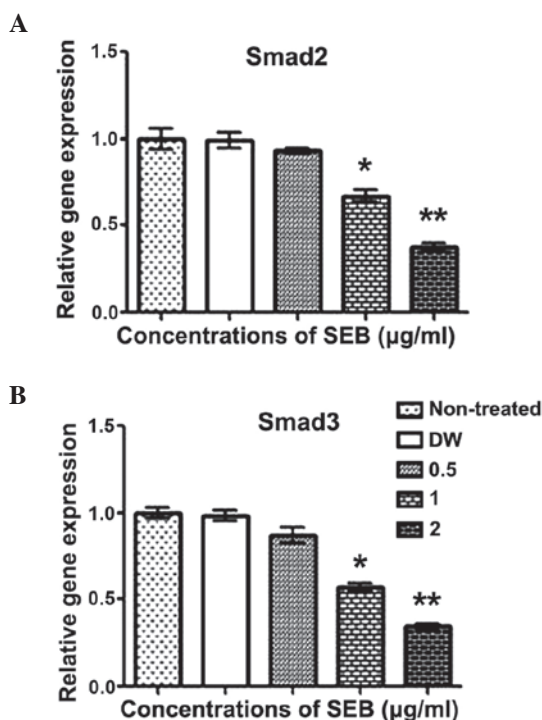 A
Smad2
Relative gene expression
1.5
1.0
0.5
0.0
*
**
Concentrations of SEB (µg/ml)
B
Smad3
Relative gene expression
1.5
1.0
0.5
0.0
*
**
Non-treated
DW
0.5
1
2
Concentrations of SEB (µg/ml)